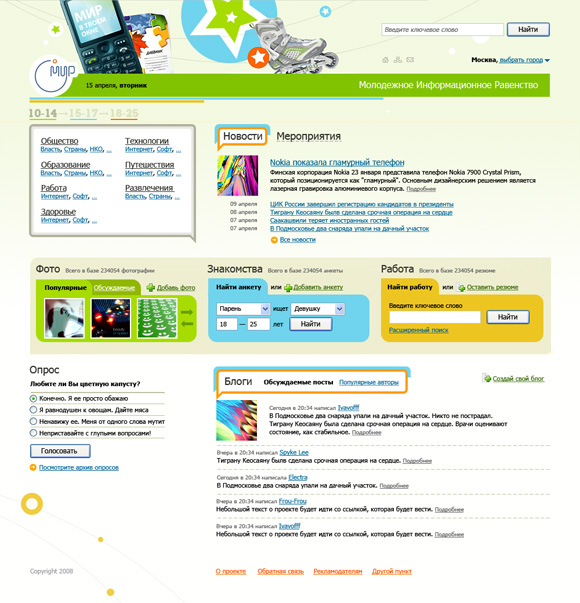 МИР
В ТВОЕМ
ОКНЕ
Найти
Введите ключевое слово
МИР
Москва, выбрать город
15 апреля, вторник
Молодежное Информационное Равенство
10-14 15-17 18-25
Общество
Власть, Страны, НКО, ...
Технологии
Интернет, Софт, ...
Образование
Власть, Страны, ...
Путешествия
Интернет, Софт, ...
Работа
Интернет, Софт, ...
Развлечения
Власть, Страны, ...
Здоровье
Интернет, Софт, ...
Новости
Мероприятия
Nokia показала гламурный телефон
Финская корпорация Nokia 23 января представила телефон Nokia 7900 Crystal Prism,
который позиционируется как "гламурный". Основным дизайнерским решением является
лазерная гравировка алюминиевого корпуса. Подробнее
09 апреля ЦИК России завершил регистрацию кандидатов в президенты
08 апреля Тиграну Кеосаяну была сделана срочная операция на сердце
07 апреля Саакашвили теряет иностранных гостей
07 апреля В Подмосковье два снаряда упали на дачный участок
Все новости
Фото
Всего в базе 234054 фотографии
Популярные
Обсуждаемые
Добавь фото
Знакомства
Всего в базе 234054 анкеты
Найти анкету или Добавить анкету
Парень ищет Девушку
18 — 25 лет Найти
Работа
Всего в базе 234054 резюме
Найти работу или Оставить резюме
Введите ключевое слово
Найти
Расширенный поиск
Опрос
Любите ли Вы цветную капусту?
Конечно. Я ее просто обажаю
Я равнодушен к овощам. Дайте мяса
Ненавижу ее. Меня от одного слова мутит
Неприставайте с глупыми вопросами!
Голосовать
Посмотрите архив опросов
Блоги
Обсуждаемые посты
Популярные авторы
Создай свой блог
Сегодня в 20:34 написал Ivavofff
В Подмосковье два снаряда упали на дачный участок. Никто не пострадал.
Тиграну Кеосаяну была сделана срочная операция на сердце. Врачи оценивают
состояние, как стабильное. Подробнее
Вчера в 20:34 написал Spyke Lee
Тиграну Кеосаяну была сделана срочная операция на сердце. Подробнее
Сегодня в 20:34 написала Electra
В Подмосковье два снаряда упали на дачный участок. Подробнее
Вчера в 20:34 написал Frou-Frou
Небольшой текст о проекте будет идти со ссылкой, которая будет вести. Подробнее
Вчера в 20:34 написал Ivavofff
Небольшой текст о проекте будет идти со ссылкой, которая будет вести. Подробнее
Copyright 2008
О проекте
Обратная связь
Рекламодателям
Другой пункт